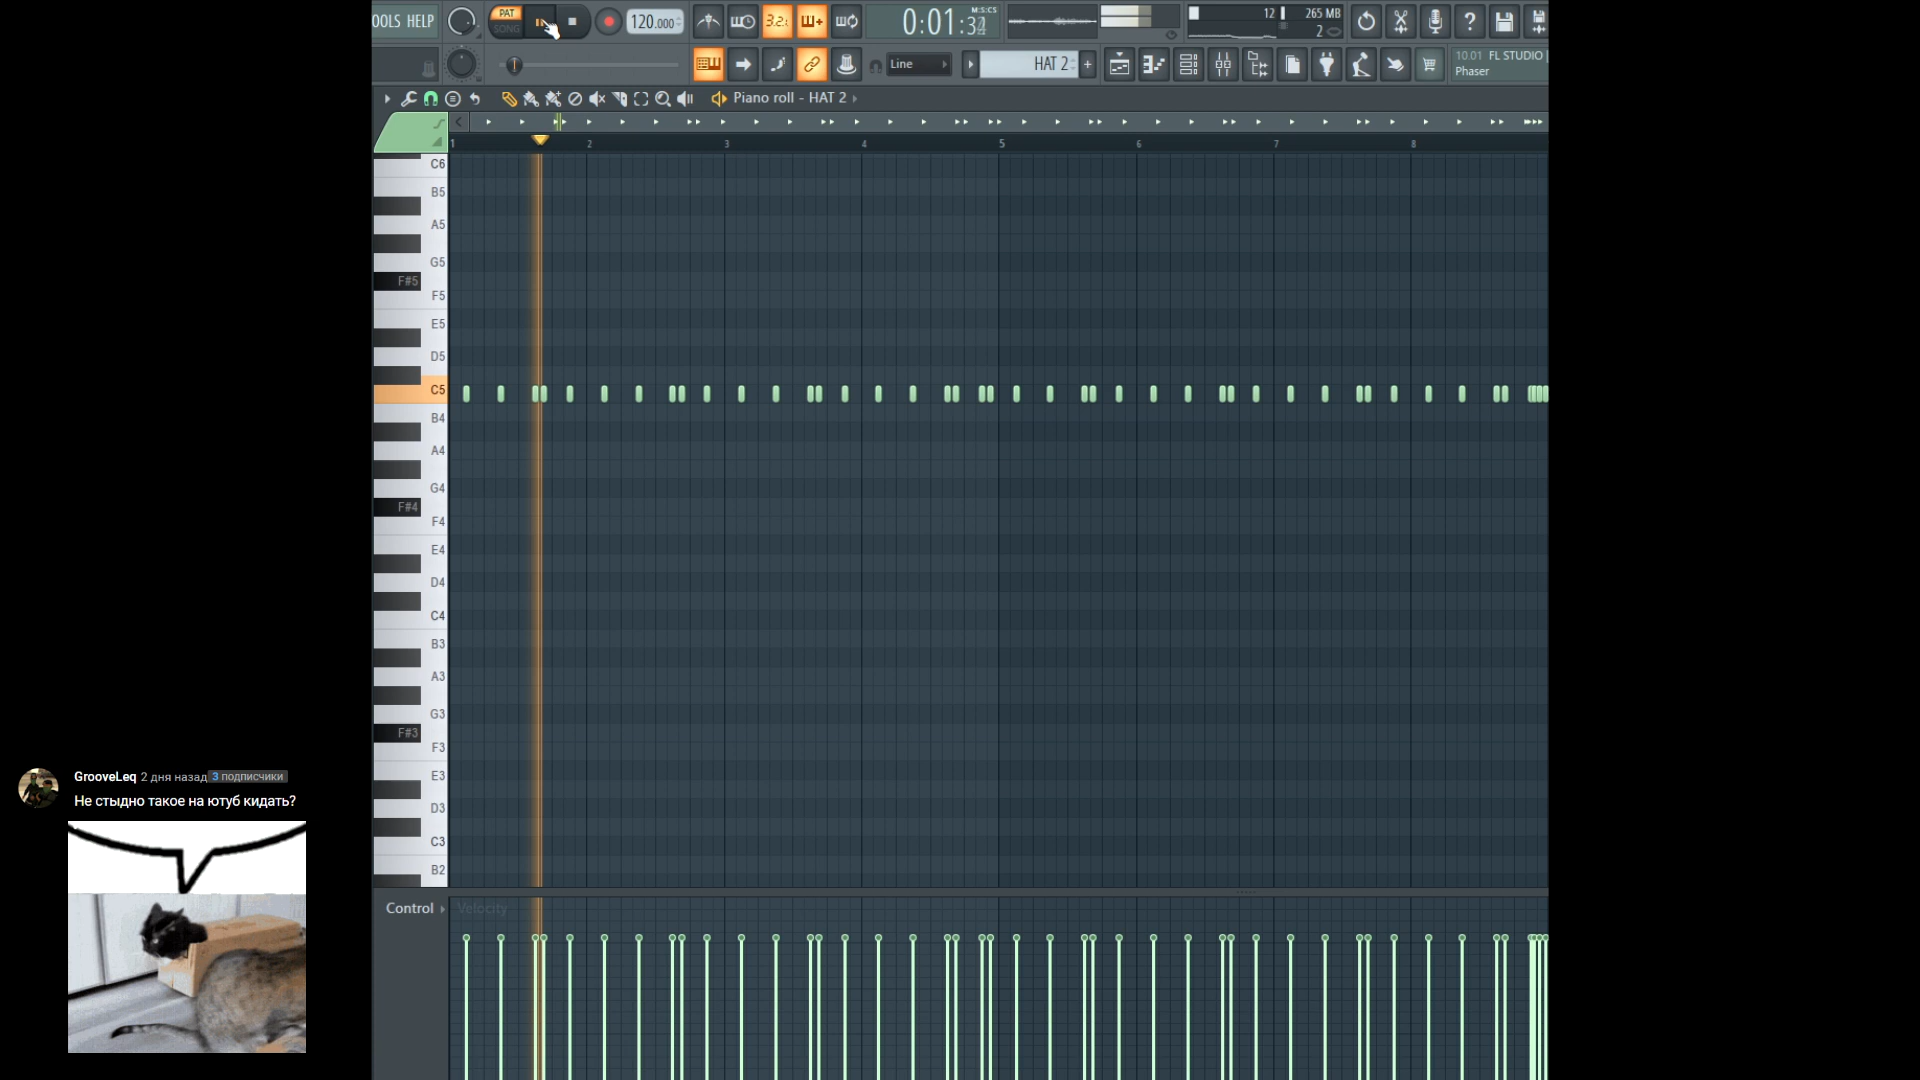 OOLS HELP
PAT
SONG
120.000
3.2
0:01:34
M:S:CS
12
265 MB
2
Line
HAT 2
10.01 FL STUDIO |
Phaser
Piano roll - HAT 2
1 2 3 4 5 6 7 8
C6
B5
A5
G5
F#5
F5
E5
D5
C5
B4
A4
G4
F#4
F4
E4
D4
C4
B3
A3
G3
F#3
F3
E3
D3
C3
B2
Control
Velocity
GrooveLeq 2 дня назад 3 подписчики
Не стыдно такое на ютуб кидать?